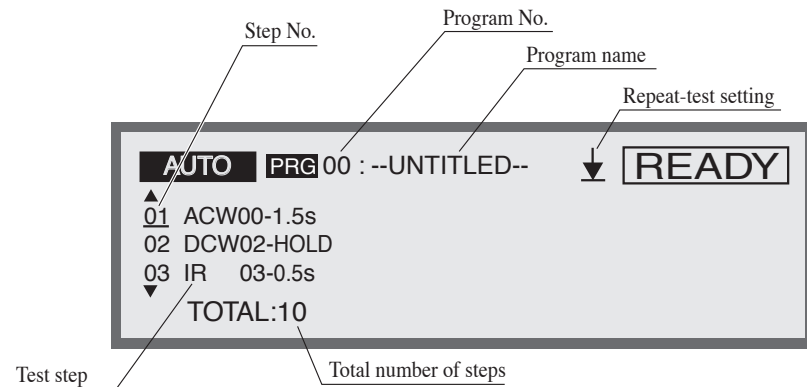 Step No.
Program No.
Program name
Repeat-test setting
AUTO PRG 00 : --UNTITLED-- READY
01 ACW00-1.5s
02 DCW02-HOLD
03 IR 03-0.5s
TOTAL:10
Test step
Total number of steps